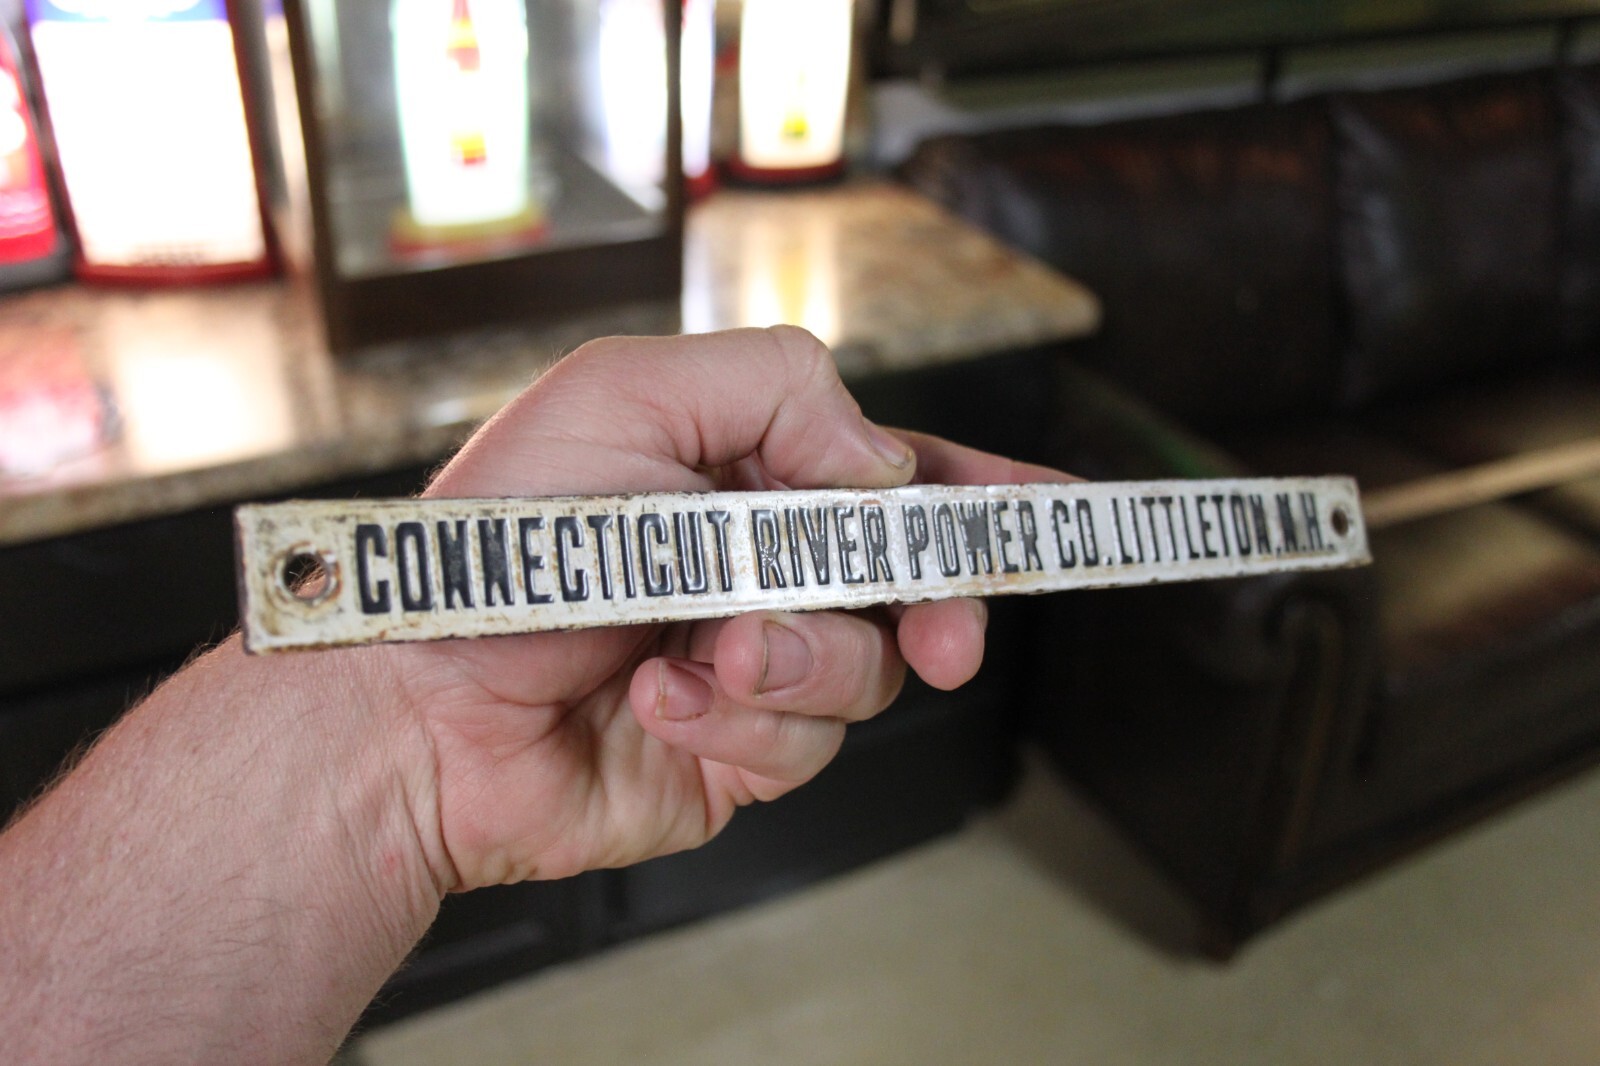 CONNECTICUT RIVER POWER CO. LITTLETON. N.H.